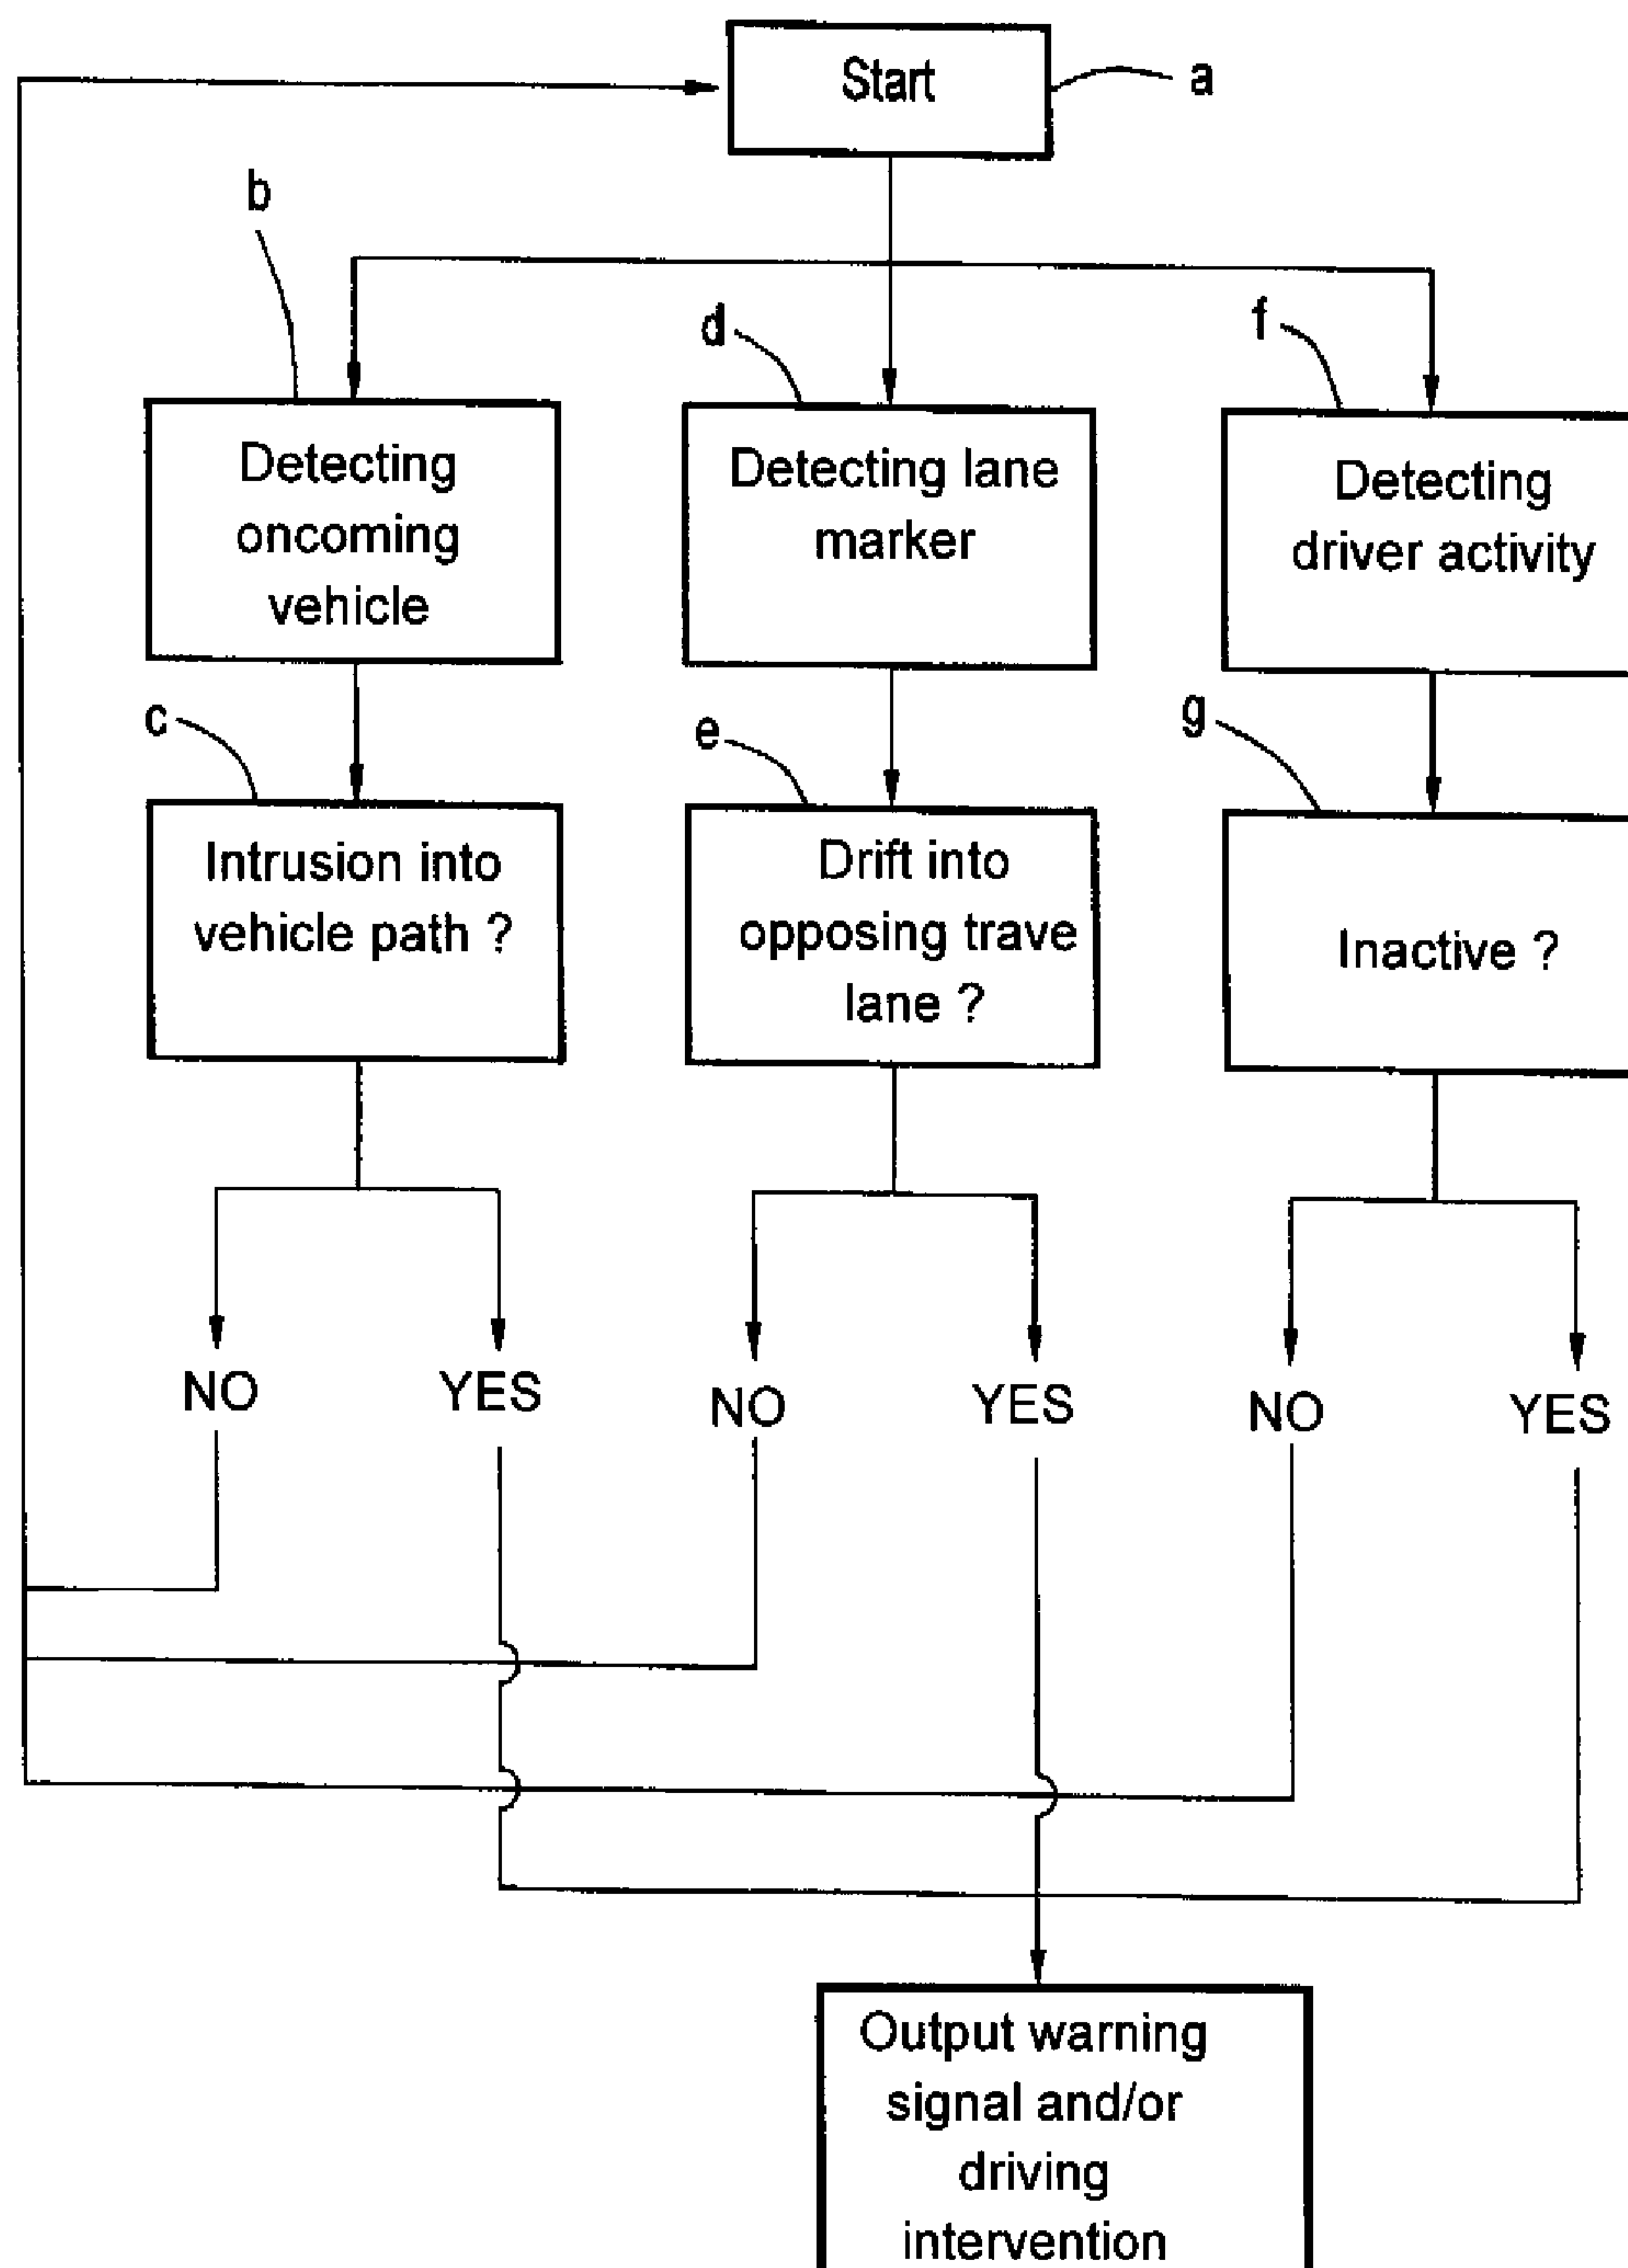 Start
a
b
d
f
Detecting
oncoming
vehicle
Detecting lane
marker
Detecting
driver activity
c
e
g
Intrusion into
vehicle path ?
Drift into
opposing trave
lane ?
Inactive ?
NO
YES
NO
YES
NO
YES
Output warning
signal and/or
driving
intervention